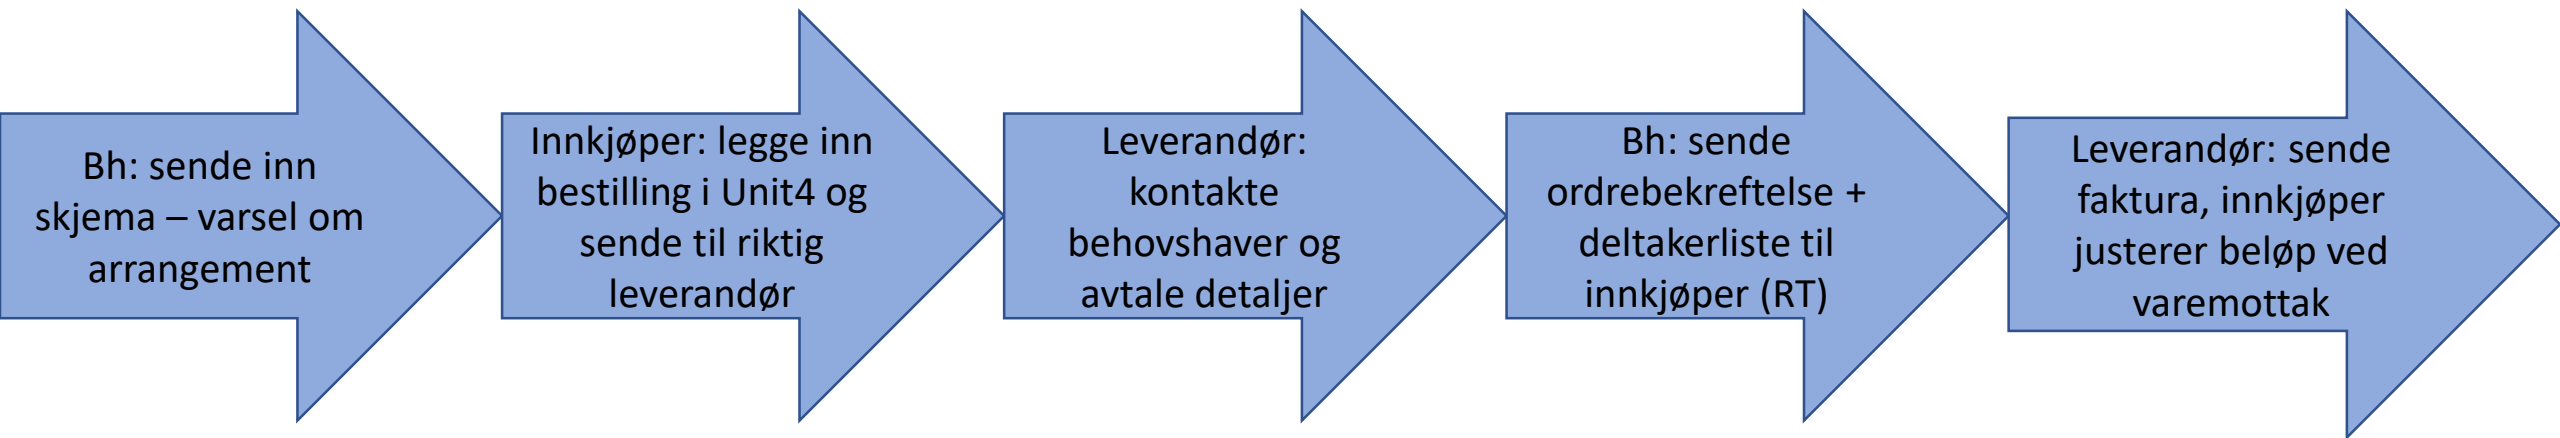 Bh: sende inn
skjema – varsel om
arrangement
Innkjøper: legge inn
bestilling i Unit4 og
sende til riktig
leverandør
Leverandør:
kontakte
behovshaver og
avtale detaljer
Bh: sende
ordrebekreftelse +
deltakerliste til
innkjøper (RT)
Leverandør: sende
faktura, innkjøper
justerer beløp ved
varemottak